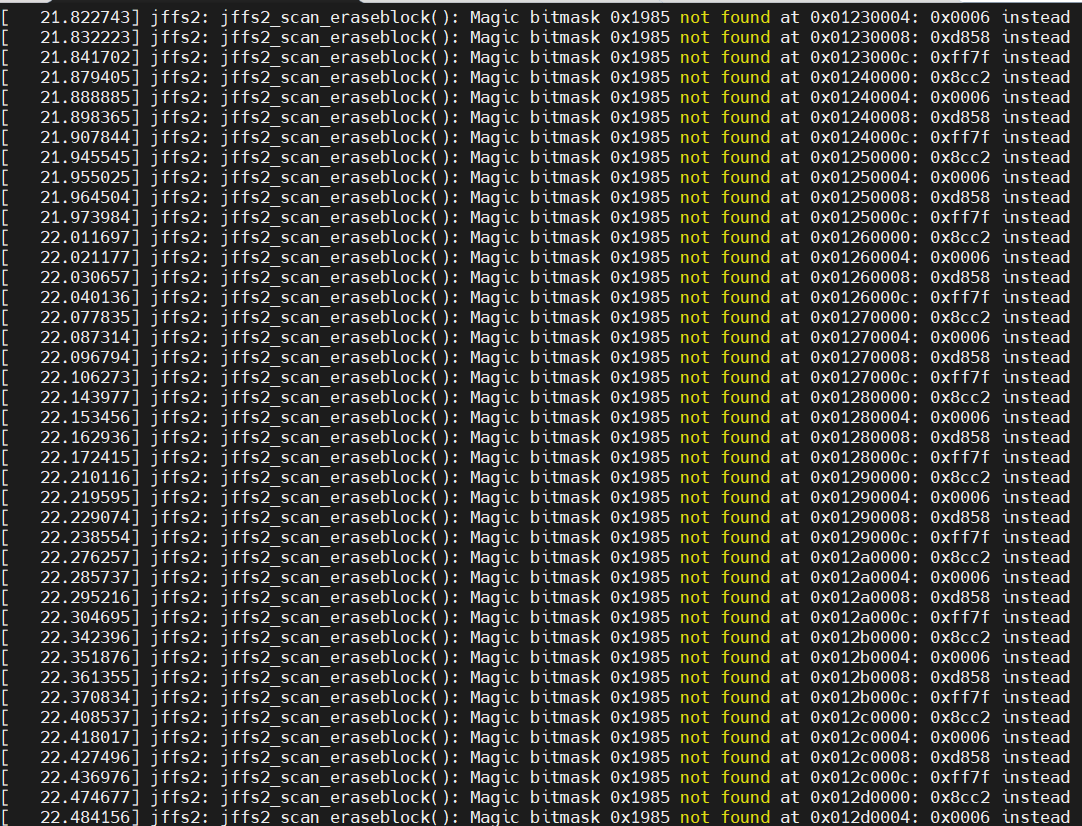 [   21.822743] jffs2: jffs2_scan_eraseblock(): Magic bitmask 0x1985 not found at 0x01230004: 0x0006 instead
[   21.832223] jffs2: jffs2_scan_eraseblock(): Magic bitmask 0x1985 not found at 0x01230008: 0xd858 instead
[   21.841702] jffs2: jffs2_scan_eraseblock(): Magic bitmask 0x1985 not found at 0x0123000c: 0xff7f instead
[   21.879405] jffs2: jffs2_scan_eraseblock(): Magic bitmask 0x1985 not found at 0x01240000: 0x8cc2 instead
[   21.888885] jffs2: jffs2_scan_eraseblock(): Magic bitmask 0x1985 not found at 0x01240004: 0x0006 instead
[   21.898365] jffs2: jffs2_scan_eraseblock(): Magic bitmask 0x1985 not found at 0x01240008: 0xd858 instead
[   21.907844] jffs2: jffs2_scan_eraseblock(): Magic bitmask 0x1985 not found at 0x0124000c: 0xff7f instead
[   21.945545] jffs2: jffs2_scan_eraseblock(): Magic bitmask 0x1985 not found at 0x01250000: 0x8cc2 instead
[   21.955025] jffs2: jffs2_scan_eraseblock(): Magic bitmask 0x1985 not found at 0x01250004: 0x0006 instead
[   21.964504] jffs2: jffs2_scan_eraseblock(): Magic bitmask 0x1985 not found at 0x01250008: 0xd858 instead
[   21.973984] jffs2: jffs2_scan_eraseblock(): Magic bitmask 0x1985 not found at 0x0125000c: 0xff7f instead
[   22.011697] jffs2: jffs2_scan_eraseblock(): Magic bitmask 0x1985 not found at 0x01260000: 0x8cc2 instead
[   22.021177] jffs2: jffs2_scan_eraseblock(): Magic bitmask 0x1985 not found at 0x01260004: 0x0006 instead
[   22.030657] jffs2: jffs2_scan_eraseblock(): Magic bitmask 0x1985 not found at 0x01260008: 0xd858 instead
[   22.040136] jffs2: jffs2_scan_eraseblock(): Magic bitmask 0x1985 not found at 0x0126000c: 0xff7f instead
[   22.077835] jffs2: jffs2_scan_eraseblock(): Magic bitmask 0x1985 not found at 0x01270000: 0x8cc2 instead
[   22.087314] jffs2: jffs2_scan_eraseblock(): Magic bitmask 0x1985 not found at 0x01270004: 0x0006 instead
[   22.096794] jffs2: jffs2_scan_eraseblock(): Magic bitmask 0x1985 not found at 0x01270008: 0xd858 instead
[   22.106273] jffs2: jffs2_scan_eraseblock(): Magic bitmask 0x1985 not found at 0x0127000c: 0xff7f instead
[   22.143977] jffs2: jffs2_scan_eraseblock(): Magic bitmask 0x1985 not found at 0x01280000: 0x8cc2 instead
[   22.153456] jffs2: jffs2_scan_eraseblock(): Magic bitmask 0x1985 not found at 0x01280004: 0x0006 instead
[   22.162936] jffs2: jffs2_scan_eraseblock(): Magic bitmask 0x1985 not found at 0x01280008: 0xd858 instead
[   22.172415] jffs2: jffs2_scan_eraseblock(): Magic bitmask 0x1985 not found at 0x0128000c: 0xff7f instead
[   22.210116] jffs2: jffs2_scan_eraseblock(): Magic bitmask 0x1985 not found at 0x01290000: 0x8cc2 instead
[   22.219595] jffs2: jffs2_scan_eraseblock(): Magic bitmask 0x1985 not found at 0x01290004: 0x0006 instead
[   22.229074] jffs2: jffs2_scan_eraseblock(): Magic bitmask 0x1985 not found at 0x01290008: 0xd858 instead
[   22.238554] jffs2: jffs2_scan_eraseblock(): Magic bitmask 0x1985 not found at 0x0129000c: 0xff7f instead
[   22.276257] jffs2: jffs2_scan_eraseblock(): Magic bitmask 0x1985 not found at 0x012a0000: 0x8cc2 instead
[   22.285737] jffs2: jffs2_scan_eraseblock(): Magic bitmask 0x1985 not found at 0x012a0004: 0x0006 instead
[   22.295216] jffs2: jffs2_scan_eraseblock(): Magic bitmask 0x1985 not found at 0x012a0008: 0xd858 instead
[   22.304695] jffs2: jffs2_scan_eraseblock(): Magic bitmask 0x1985 not found at 0x012a000c: 0xff7f instead
[   22.342396] jffs2: jffs2_scan_eraseblock(): Magic bitmask 0x1985 not found at 0x012b0000: 0x8cc2 instead
[   22.351876] jffs2: jffs2_scan_eraseblock(): Magic bitmask 0x1985 not found at 0x012b0004: 0x0006 instead
[   22.361355] jffs2: jffs2_scan_eraseblock(): Magic bitmask 0x1985 not found at 0x012b0008: 0xd858 instead
[   22.370834] jffs2: jffs2_scan_eraseblock(): Magic bitmask 0x1985 not found at 0x012b000c: 0xff7f instead
[   22.408537] jffs2: jffs2_scan_eraseblock(): Magic bitmask 0x1985 not found at 0x012c0000: 0x8cc2 instead
[   22.418017] jffs2: jffs2_scan_eraseblock(): Magic bitmask 0x1985 not found at 0x012c0004: 0x0006 instead
[   22.427496] jffs2: jffs2_scan_eraseblock(): Magic bitmask 0x1985 not found at 0x012c0008: 0xd858 instead
[   22.436976] jffs2: jffs2_scan_eraseblock(): Magic bitmask 0x1985 not found at 0x012c000c: 0xff7f instead
[   22.474677] jffs2: jffs2_scan_eraseblock(): Magic bitmask 0x1985 not found at 0x012d0000: 0x8cc2 instead
[   22.484156] jffs2: jffs2_scan_eraseblock(): Magic bitmask 0x1985 not found at 0x012d0004: 0x0006 instead